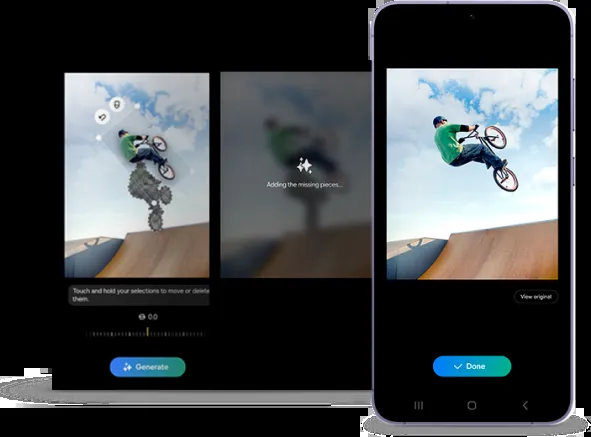 Touch and hold your selections to move or delete
them.
0.0
Generate
Adding the missing pieces...
View original
Done